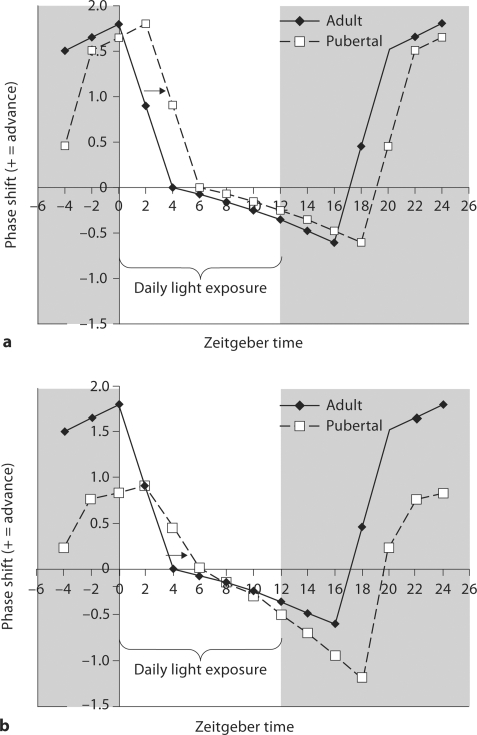 2.0
Adult
Pubertal
1.5
1.0
0.5
0
−0.5
−1.0
−1.5
−6 −4 −2 0 2 4 6 8 10 12 14 16 18 20 22 24 26
Phase shift (+ = advance)
Daily light exposure
a
Zeitgeber time
2.0
Adult
Pubertal
1.5
1.0
0.5
0
−0.5
−1.0
−1.5
−6 −4 −2 0 2 4 6 8 10 12 14 16 18 20 22 24 26
Phase shift (+ = advance)
Daily light exposure
b
Zeitgeber time